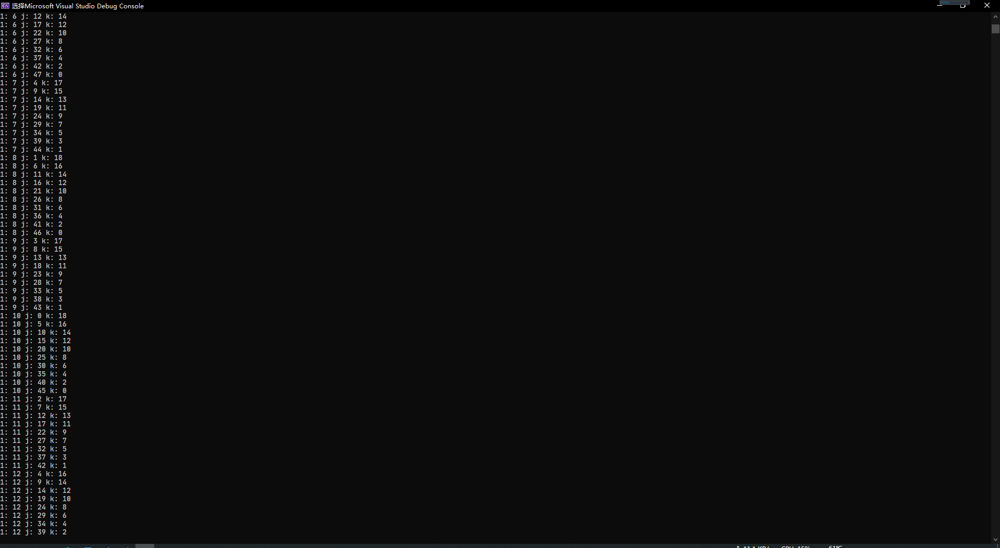 选择Microsoft Visual Studio Debug Console
1: 6 j: 12 k: 14
1: 6 j: 17 k: 12
1: 6 j: 22 k: 10
1: 6 j: 27 k: 8
1: 6 j: 32 k: 6
1: 6 j: 37 k: 4
1: 6 j: 42 k: 2
1: 6 j: 47 k: 0
1: 7 j: 4 k: 17
1: 7 j: 9 k: 15
1: 7 j: 14 k: 13
1: 7 j: 19 k: 11
1: 7 j: 24 k: 9
1: 7 j: 29 k: 7
1: 7 j: 34 k: 5
1: 7 j: 39 k: 3
1: 7 j: 44 k: 1
1: 8 j: 1 k: 18
1: 8 j: 6 k: 16
1: 8 j: 11 k: 14
1: 8 j: 16 k: 12
1: 8 j: 21 k: 10
1: 8 j: 26 k: 8
1: 8 j: 31 k: 6
1: 8 j: 36 k: 4
1: 8 j: 41 k: 2
1: 8 j: 46 k: 0
1: 9 j: 3 k: 17
1: 9 j: 8 k: 15
1: 9 j: 13 k: 13
1: 9 j: 18 k: 11
1: 9 j: 23 k: 9
1: 9 j: 28 k: 7
1: 9 j: 33 k: 5
1: 9 j: 38 k: 3
1: 9 j: 43 k: 1
1: 10 j: 0 k: 18
1: 10 j: 5 k: 16
1: 10 j: 10 k: 14
1: 10 j: 15 k: 12
1: 10 j: 20 k: 10
1: 10 j: 25 k: 8
1: 10 j: 30 k: 6
1: 10 j: 35 k: 4
1: 10 j: 40 k: 2
1: 10 j: 45 k: 0
1: 11 j: 2 k: 17
1: 11 j: 7 k: 15
1: 11 j: 12 k: 13
1: 11 j: 17 k: 11
1: 11 j: 22 k: 9
1: 11 j: 27 k: 7
1: 11 j: 32 k: 5
1: 11 j: 37 k: 3
1: 11 j: 42 k: 1
1: 12 j: 4 k: 16
1: 12 j: 9 k: 14
1: 12 j: 14 k: 12
1: 12 j: 19 k: 10
1: 12 j: 24 k: 8
1: 12 j: 29 k: 6
1: 12 j: 34 k: 4
1: 12 j: 39 k: 2